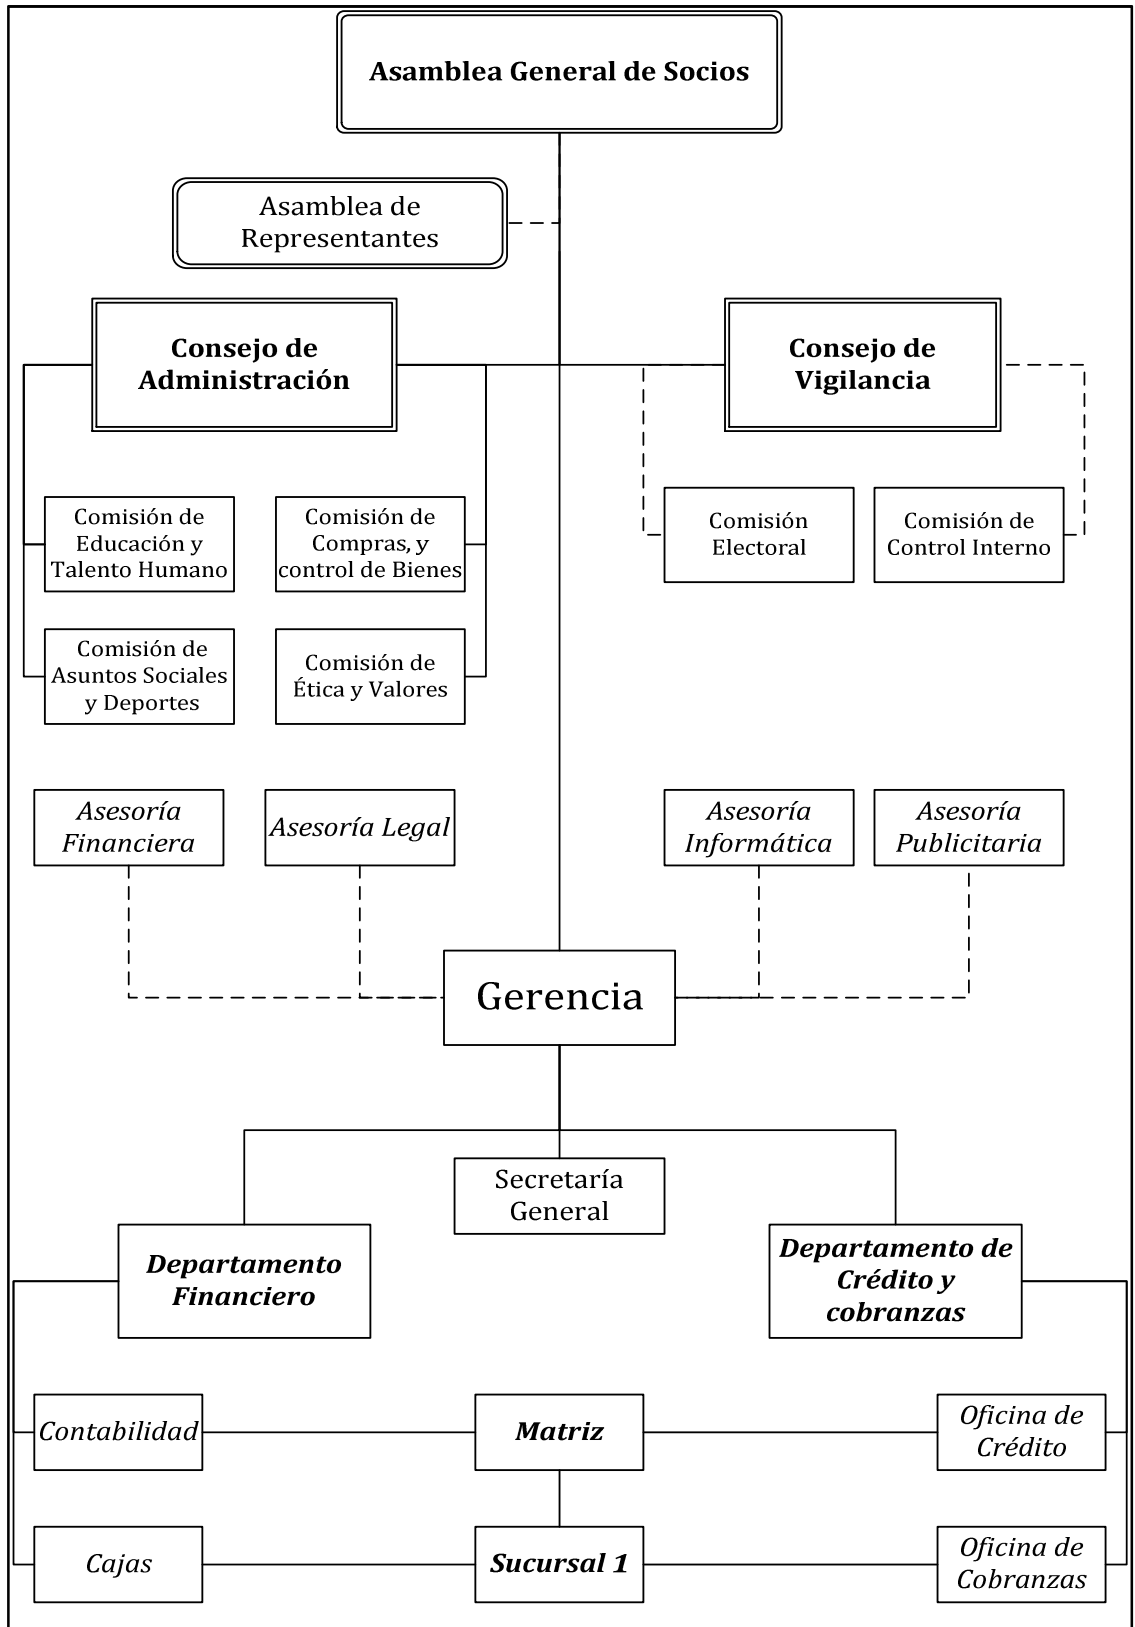 Asamblea General de Socios
Asamblea de
Representantes
Consejo de
Administración
Consejo de
Vigilancia
Comisión de
Educación y
Talento Humano
Comisión de
Compras, y
control de Bienes
Comisión
Electoral
Comisión de
Control Interno
Comisión de
Asuntos Sociales
y Deportes
Comisión de
Ética y Valores
Asesoría
Financiera
Asesoría Legal
Asesoría
Informática
Asesoría
Publicitaria
Gerencia
Secretaría
General
Departamento
Financiero
Departamento de
Crédito y
cobranzas
Contabilidad
Matriz
Oficina de
Crédito
Cajas
Sucursal 1
Oficina de
Cobranzas